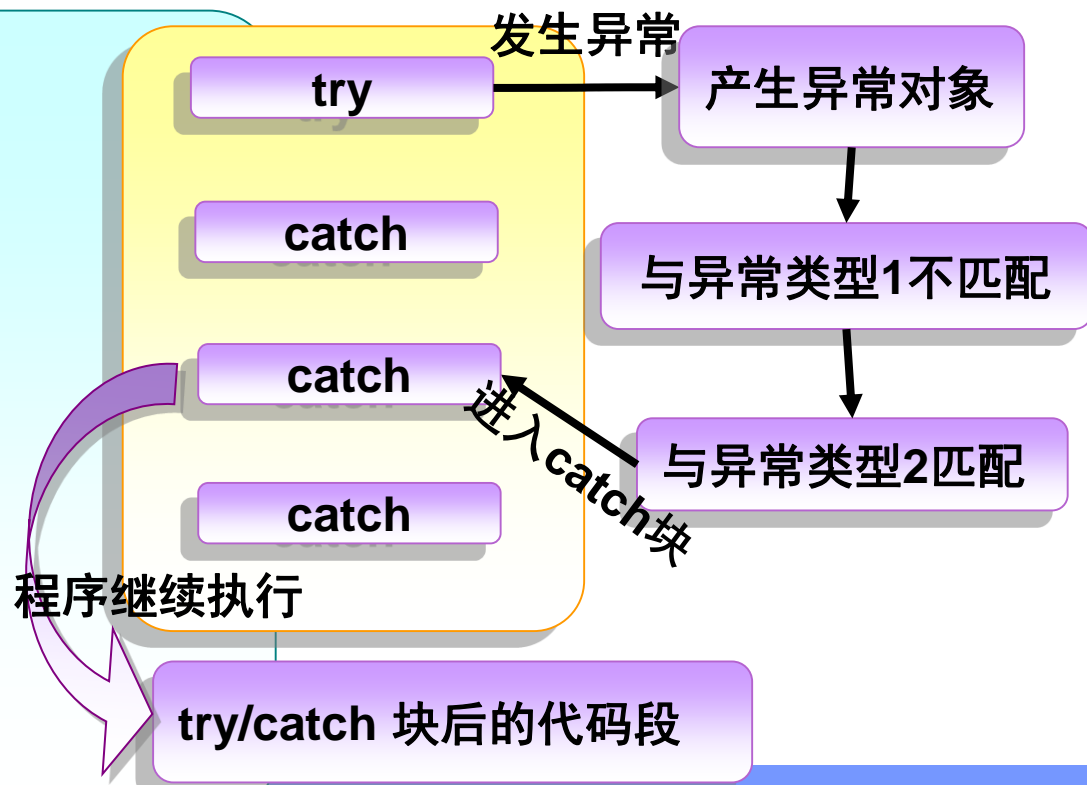 发生异常
try
产生异常对象
catch
与异常类型1不匹配
catch
进入catch块
与异常类型2匹配
catch
程序继续执行
try/catch 块后的代码段